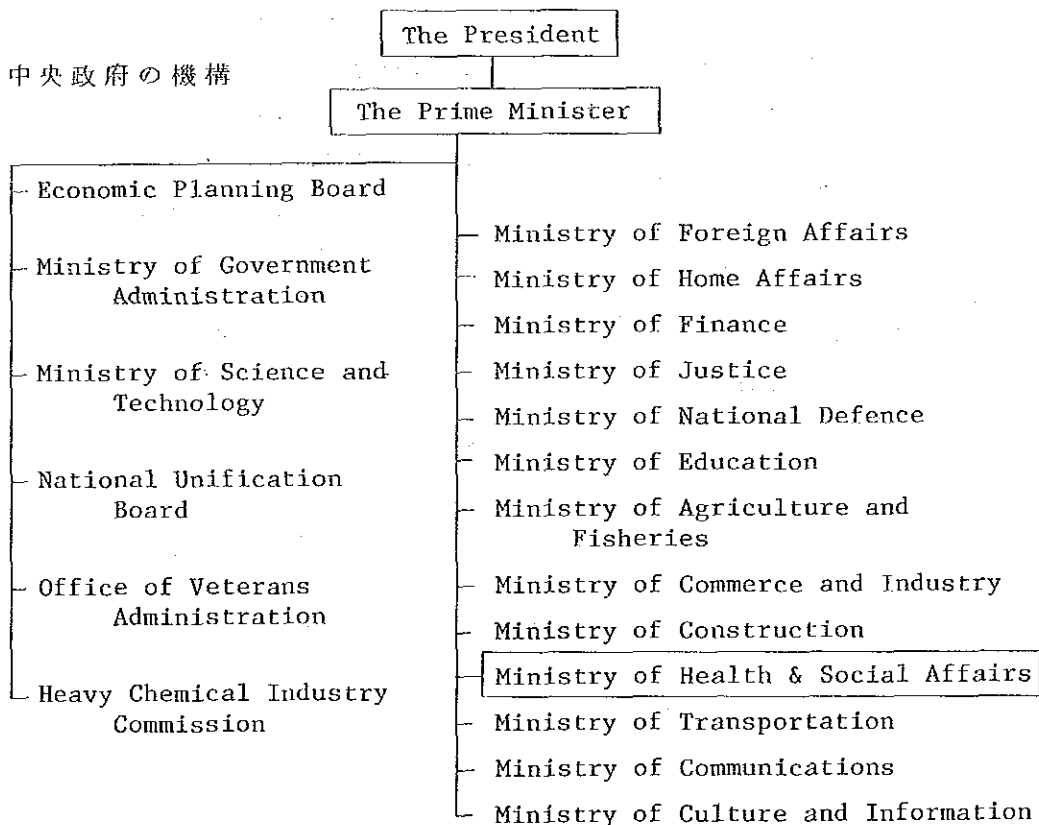 The President
中央政府の機構
The Prime Minister
Economic Planning Board
Ministry of Government
Administration
Ministry of Science and
Technology
National Unification
Board
Office of Veterans
Administration
Heavy Chemical Industry
Commission
Ministry of Foreign Affairs
Ministry of Home Affairs
Ministry of Finance
Ministry of Justice
Ministry of National Defence
Ministry of Education
Ministry of Agriculture and
Fisheries
Ministry of Commerce and Industry
Ministry of Construction
Ministry of Health & Social Affairs
Ministry of Transportation
Ministry of Communications
Ministry of Culture and Information